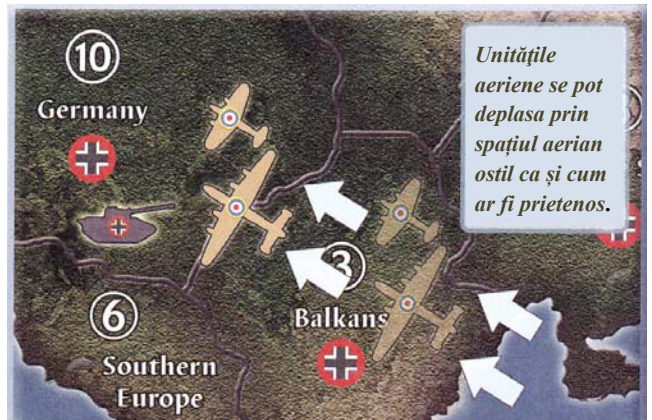 10
Germany
Unităţile
aeriene se pot
deplasa prin
spațiul aerian
ostil ca și cum
ar fi prietenos.
3
Balkans
6
Southern
Europe